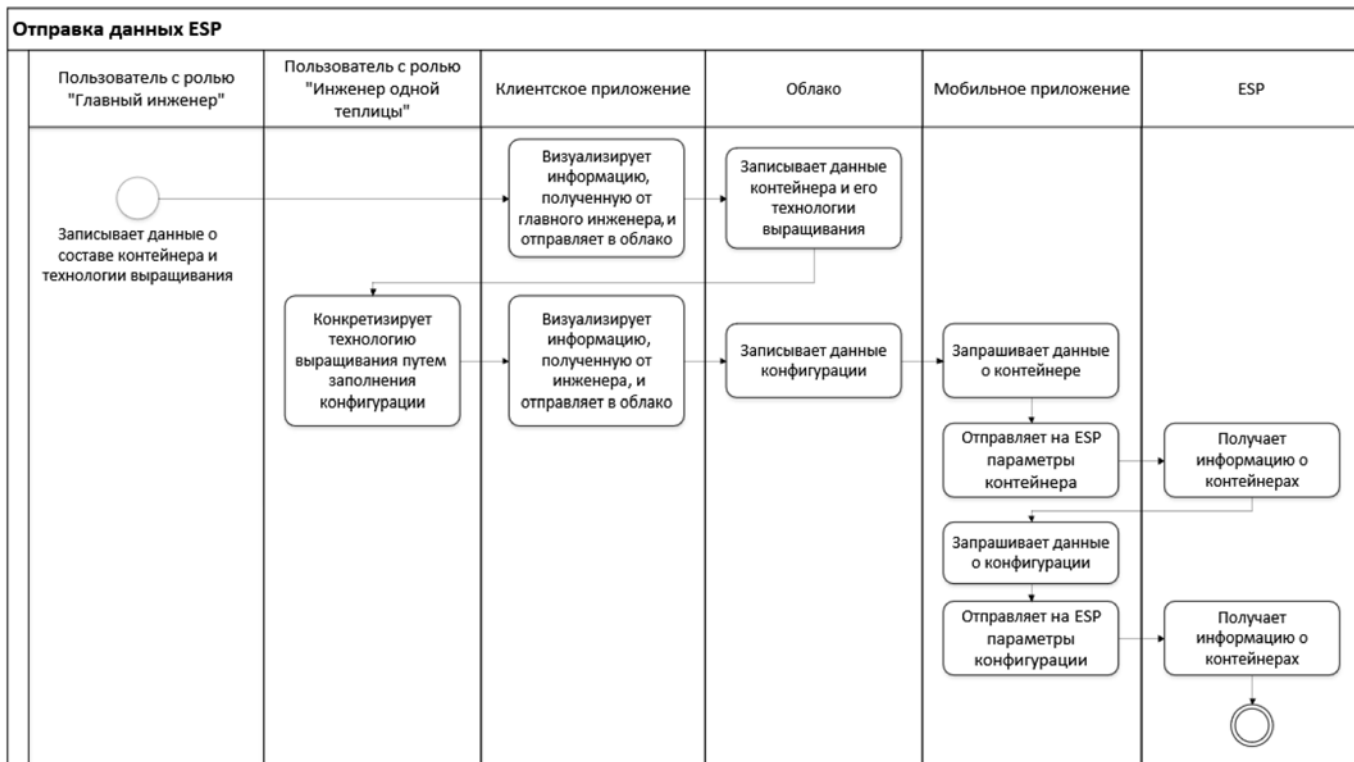 Отправка данных ESP
Пользователь с ролью
"Главный инженер"
Пользователь с ролью
"Инженер одной
теплицы"
Клиентское приложение
Облако
Мобильное приложение
ESP
Записывает данные о
составе контейнера и
технологии выращивания
Визуализирует
информацию,
полученную от
главного инженера, и
отправляет в облако
Записывает данные
контейнера и его
технологии
выращивания
Конкретизирует
технологию
выращивания путем
заполнения
конфигурации
Визуализирует
информацию,
полученную от
инженера, и
отправляет в облако
Записывает данные
конфигурации
Запрашивает данные
о контейнере
Отправляет на ESP
параметры
контейнера
Получает
информацию о
контейнерах
Запрашивает данные
о конфигурации
Отправляет на ESP
параметры
конфигурации
Получает
информацию о
контейнерах